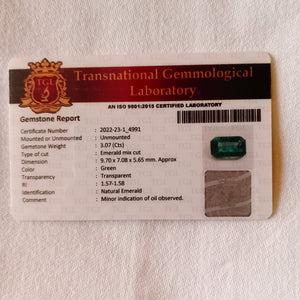 TGL
Transnational Gemmological
Laboratory
AN ISO 9001:2015 CERTIFIED LABORATORY
Gemstone Report
Certificate Number : 2022-23-1_4991
Mounted or Unmounted : Unmounted
Gemstone Weight : 3.07 (Cts)
Type of cut : Emerald mix cut
Dimension : 9.70 x 7.08 x 5.65 mm. Approx
Color : Green
Transparency : Transparent
RI : 1.57-1.58
Identification : Natural Emerald
Comments : Minor indication of oil observed.